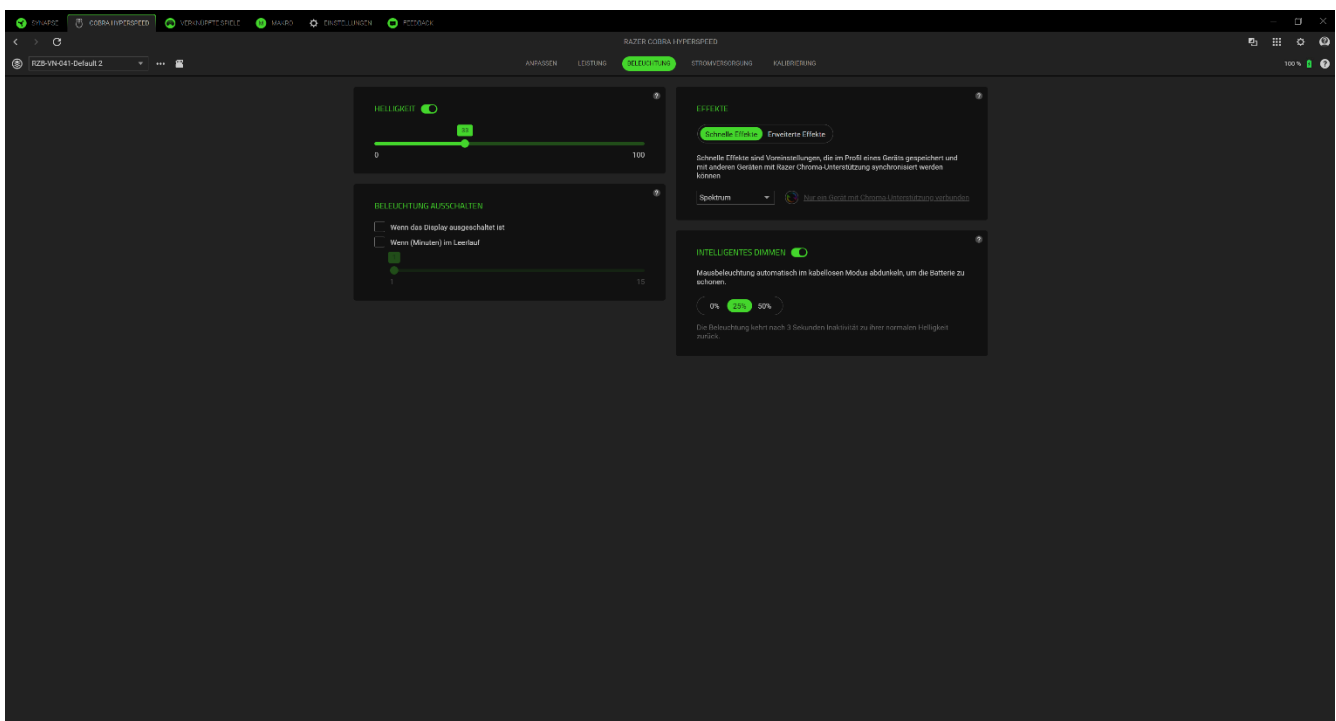 SYNAPSE COBRA HYPERSPEED VERKNÜPFTE SPIELE MAKRO EINSTELLUNGEN FEEDBACK
RAZER COBRA HYPERSPEED
RZB-VN-041-Default 2
ANPASSEN LEISTUNG BELEUCHTUNG STROMVERSORGUNG KALIBRIERUNG
100 %
HELLIGKEIT
33
0 100
BELEUCHTUNG AUSSCHALTEN
Wenn das Display ausgeschaltet ist
Wenn (Minuten) im Leerlauf
1 15
EFFEKTE
Schnelle Effekte Erweiterte Effekte
Schnelle Effekte sind Voreinstellungen, die im Profil eines Geräts gespeichert und
mit anderen Geräten mit Razer Chroma-Unterstützung synchronisiert werden
können
Spektrum Nur ein Gerät mit Chroma-Unterstützung verbunden
INTELLIGENTES DIMMEN
Mausbeleuchtung automatisch im kabellosen Modus abdunkeln, um die Batterie zu
schonen.
0% 25% 50%
Die Beleuchtung kehrt nach 3 Sekunden Inaktivität zu ihrer normalen Helligkeit
zurück.